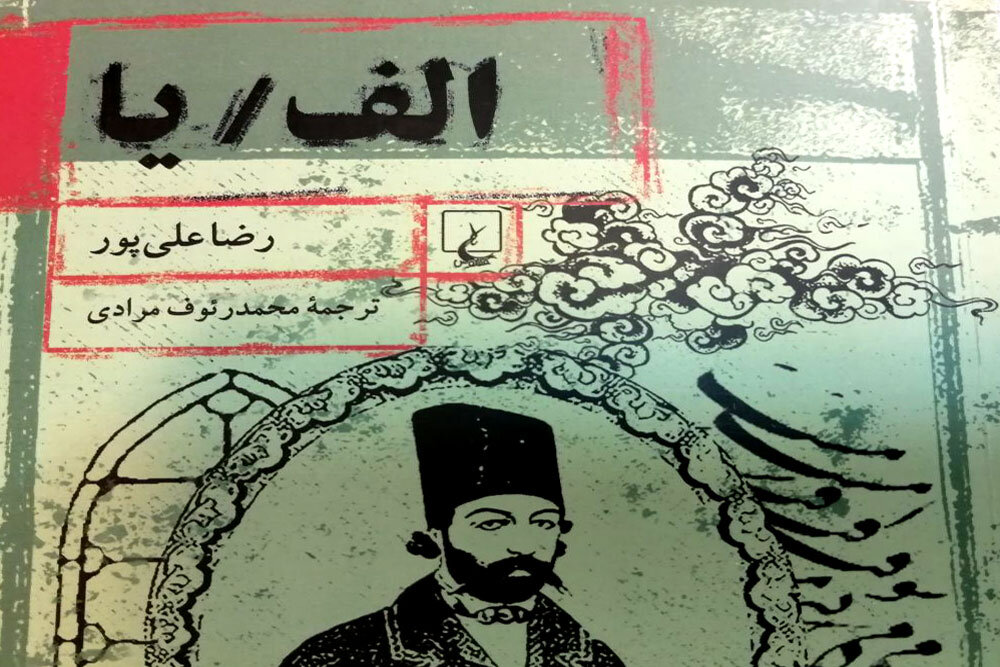 الف // یا
رضا علی‌پور
ترجمهٔ محمدرئوف مرادی